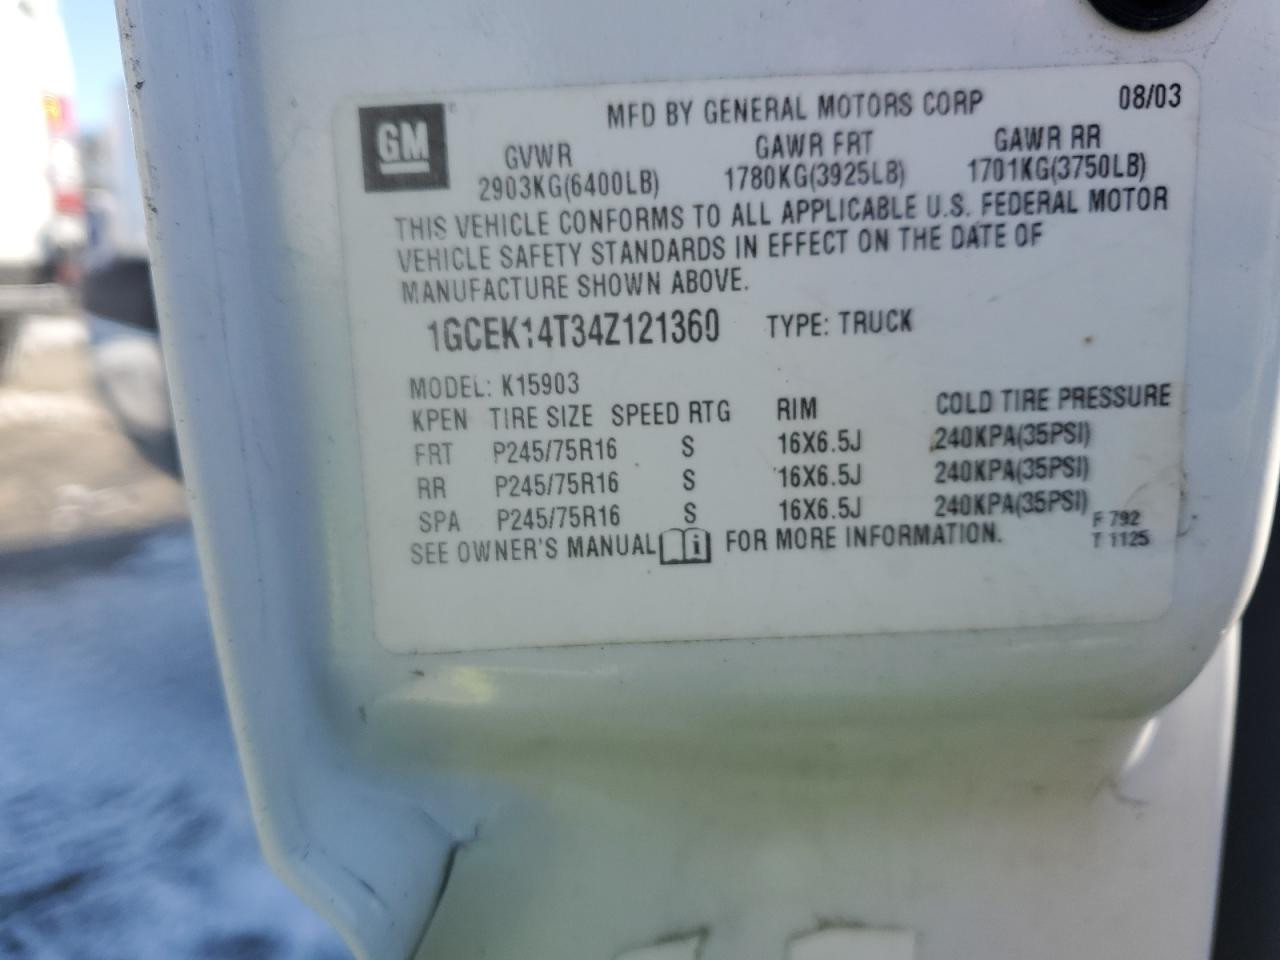 GM
MFD BY GENERAL MOTORS CORP 08/03
GVWR GAWR FRT GAWR RR
2903KG(6400LB) 1780KG(3925LB) 1701KG(3750LB)
THIS VEHICLE CONFORMS TO ALL APPLICABLE U.S. FEDERAL MOTOR
VEHICLE SAFETY STANDARDS IN EFFECT ON THE DATE OF
MANUFACTURE SHOWN ABOVE.
1GCEK14T34Z121360 TYPE: TRUCK
MODEL: K15903
KPEN TIRE SIZE SPEED RTG RIM COLD TIRE PRESSURE
FRT P245/75R16 S 16X6.5J 240KPA(35PSI)
RR P245/75R16 S 16X6.5J 240KPA(35PSI)
SPA P245/75R16 S 16X6.5J 240KPA(35PSI)
SEE OWNER'S MANUAL i FOR MORE INFORMATION.
F 792
T 1125